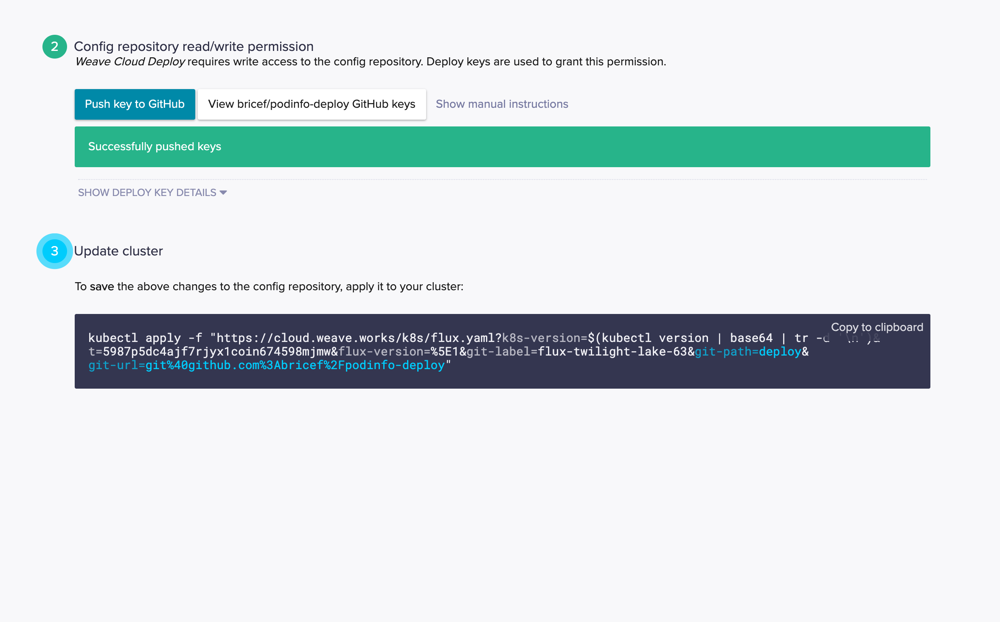 2
Config repository read/write permission
Weave Cloud Deploy requires write access to the config repository. Deploy keys are used to grant this permission.
Push key to GitHub View bricef/podinfo-deploy GitHub keys Show manual instructions
Successfully pushed keys
SHOW DEPLOY KEY DETAILS
3
Update cluster
To save the above changes to the config repository, apply it to your cluster:
Copy to clipboard
kubectl apply -f "https://cloud.weave.works/k8s/flux.yaml?k8s-version=$(kubectl version | base64 | tr -d '\n')&
t=5987p5dc4ajf7rjyx1coin674598mjmw&flux-version=%5E1&git-label=flux-twilight-lake-63&git-path=deploy&
git-url=git%40github.com%3Abricef%2Fpodinfo-deploy"